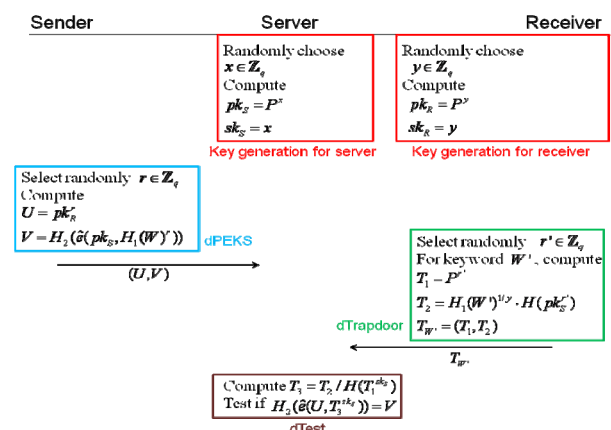 Sender Server Receiver
Randomly choose
x ∈ ℤ_q
Compute
pk_S = P^x
sk_S = x
Key generation for server
Randomly choose
y ∈ ℤ_q
Compute
pk_R = P^y
sk_R = y
Key generation for receiver
Select randomly r ∈ ℤ_q
Compute
U = pk_R^r
V = H_2(ê(pk_S, H_1(W)^r))
dPEKS
(U,V)
Select randomly r' ∈ ℤ_q
For keyword W', compute
T_1 = P^{r'}
T_2 = H_1(W')^{1/y} · H(pk_S^{r'})
T_{W'} = (T_1, T_2)
dTrapdoor
T_{W'}
Compute T_3 = T_2 / H(T_1^{sk_S})
Test if H_2(ê(U, T_3^{sk_S})) = V
dTest